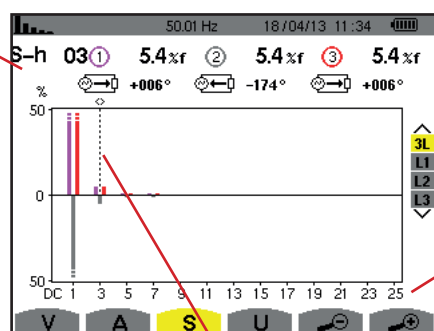 50.01 Hz 18/04/13 11:34
S-h 03 1 5.4%f 2 5.4%f 3 5.4%f
+006° -174° +006°
%
50
3L
L1
0
L2
L3
50
DC 1 3 5 7 9 11 13 15 17 19 21 23 25
V A S U